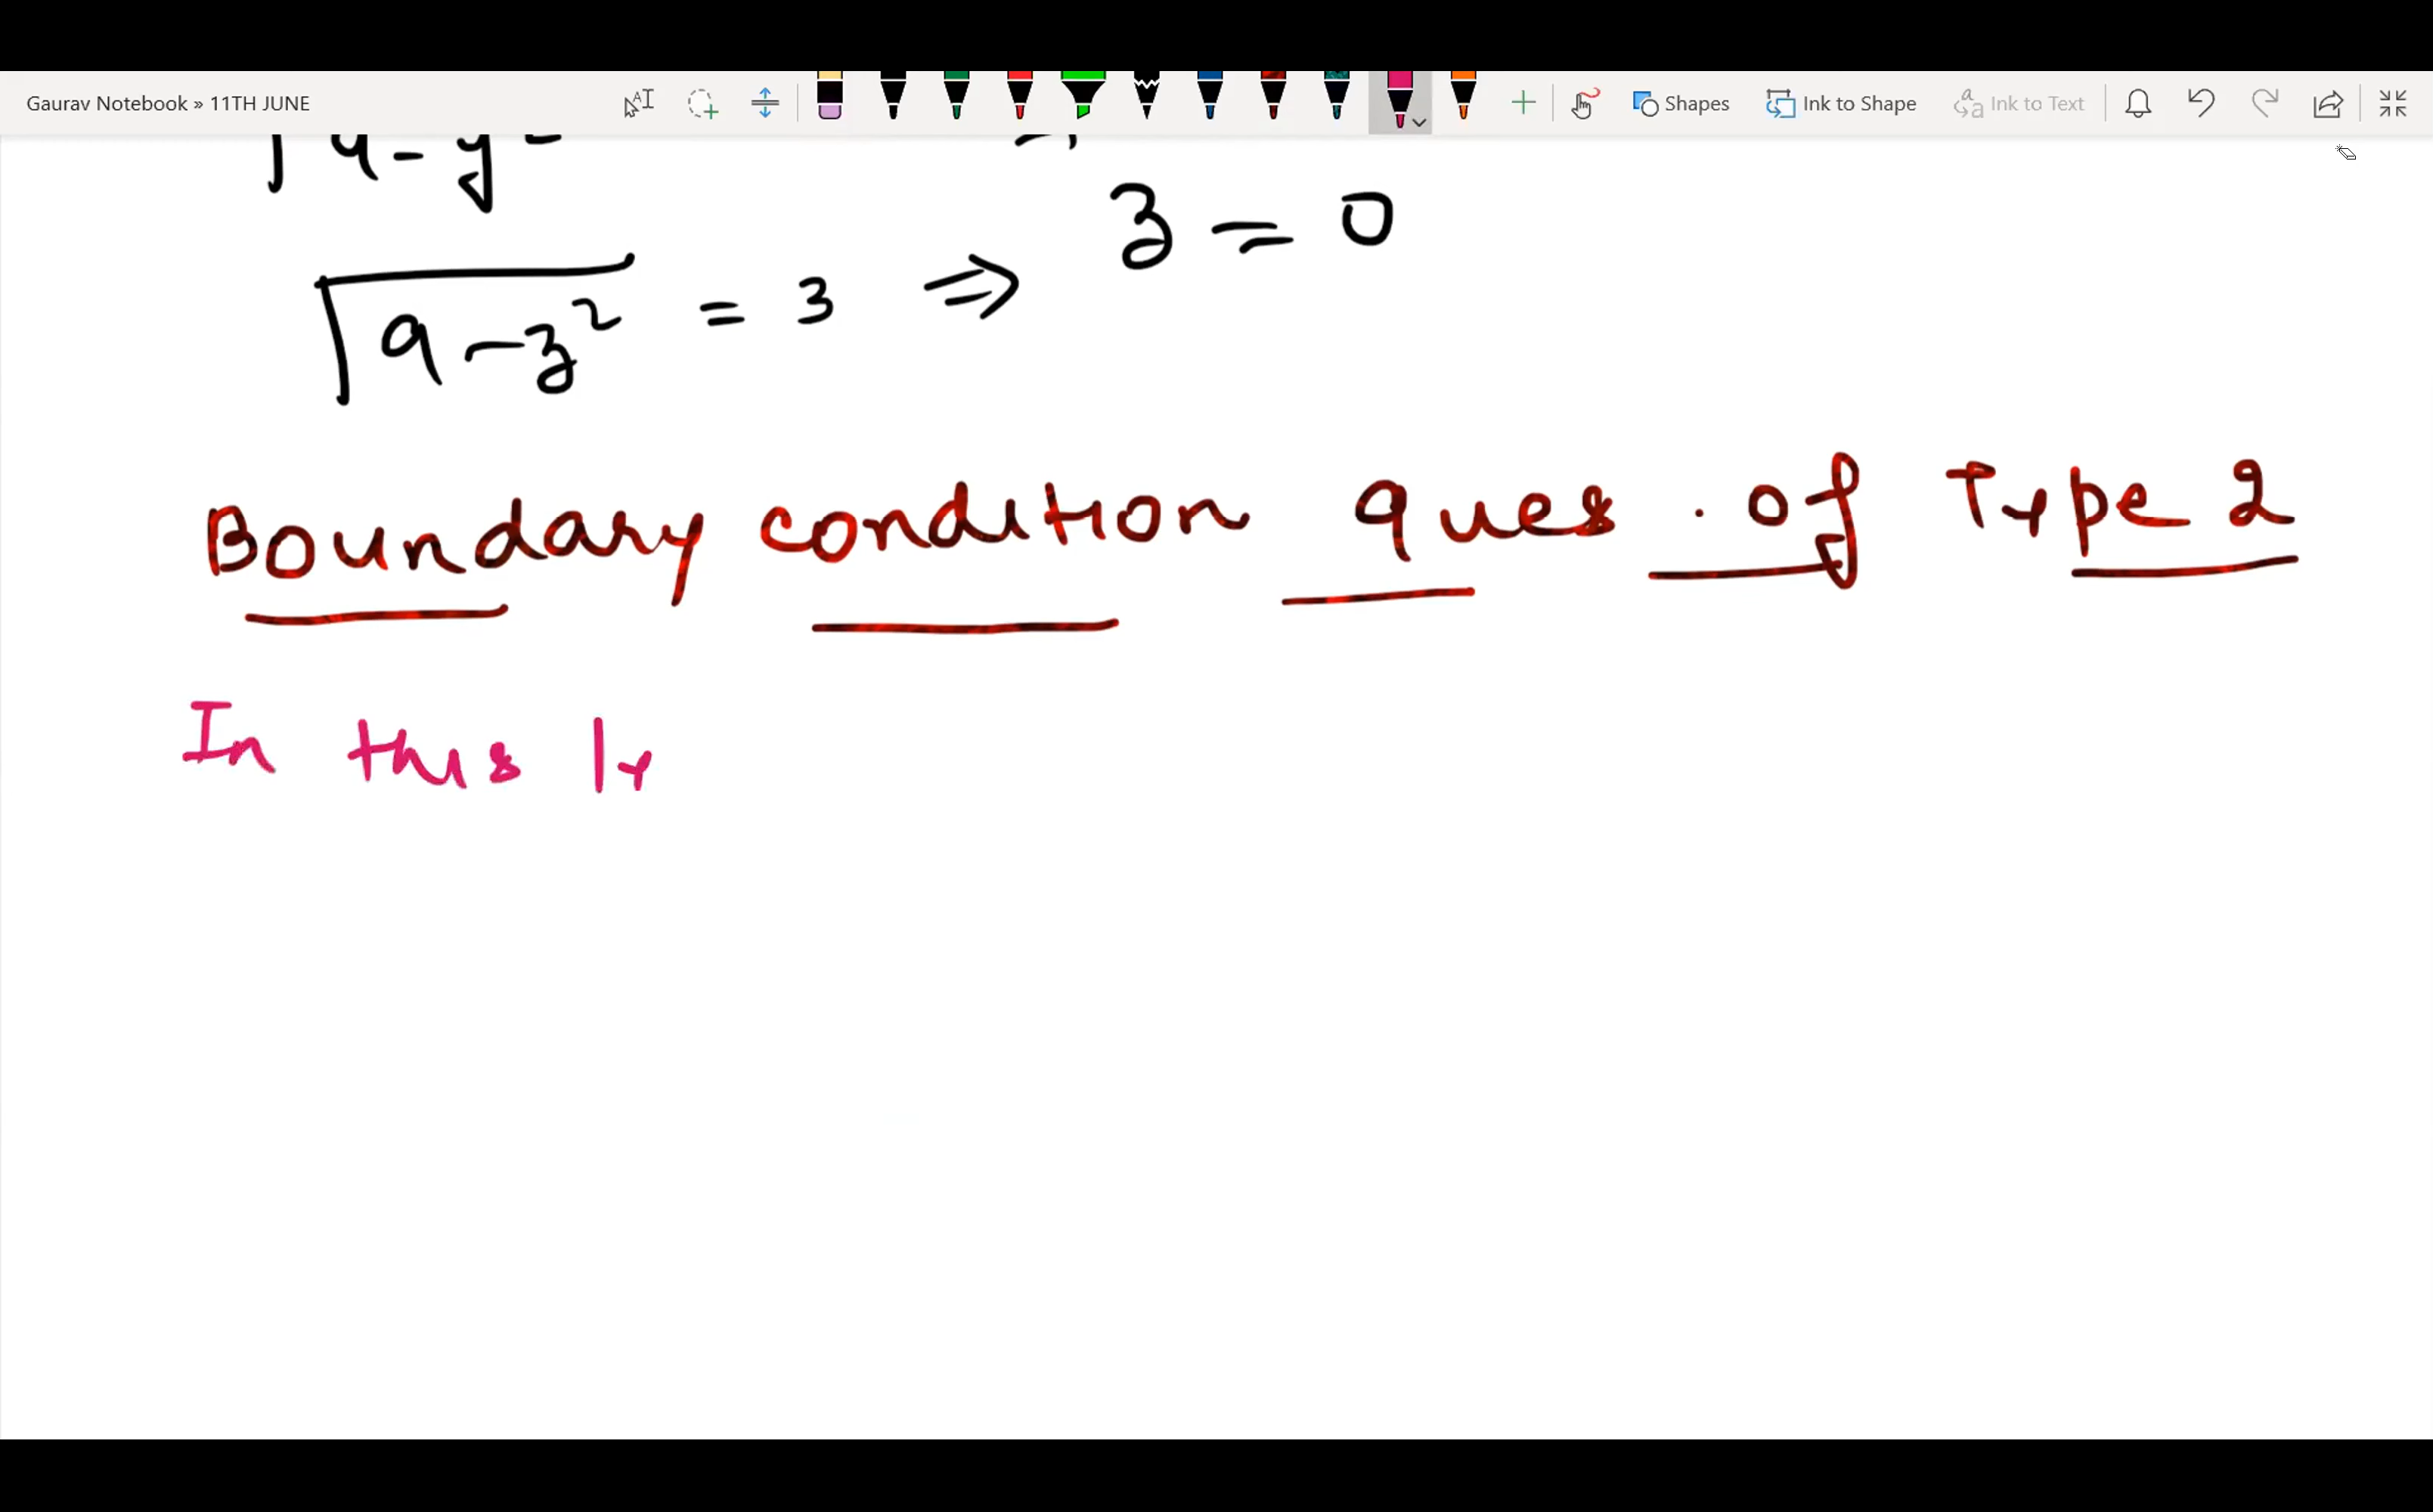 Gaurav Notebook » 11TH JUNE
Shapes
Ink to Shape
Ink to Text
z = 0
√9-z² = 3 ⇒
Boundary condition ques. of Type 2
In this